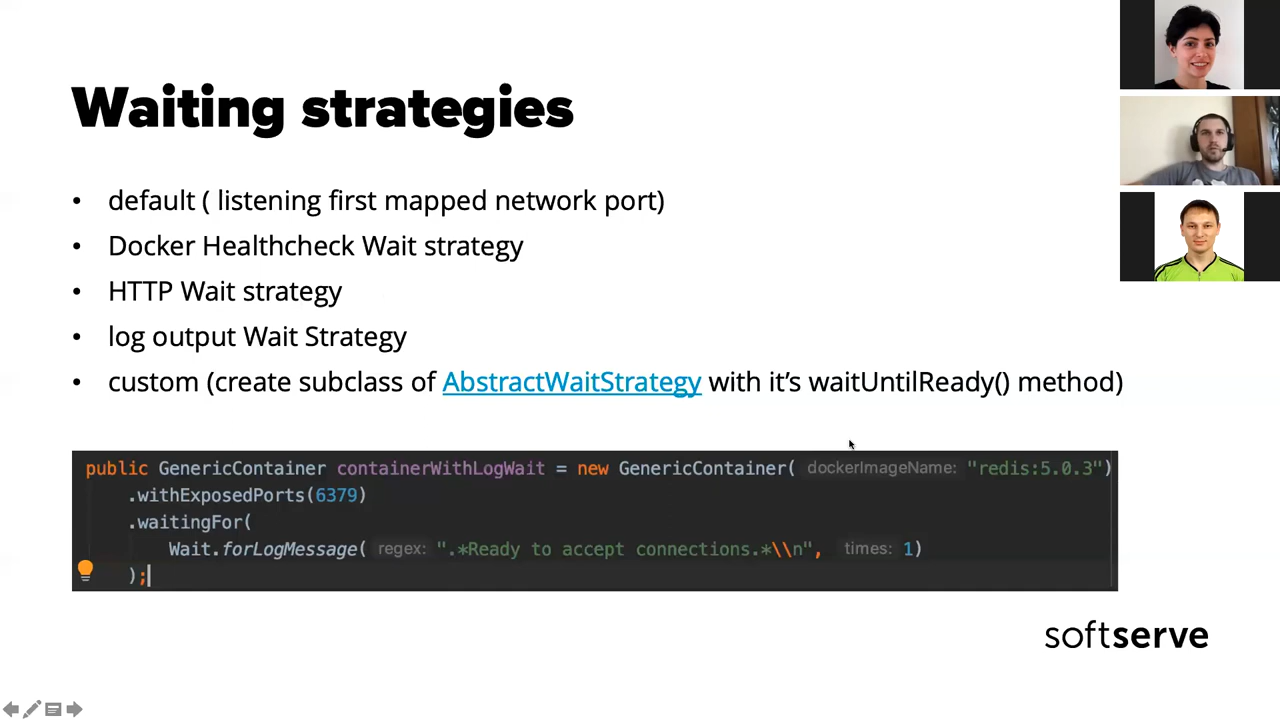 Waiting strategies
• default ( listening first mapped network port)
• Docker Healthcheck Wait strategy
• HTTP Wait strategy
• log output Wait Strategy
• custom (create subclass of AbstractWaitStrategy with it’s waitUntilReady() method)
public GenericContainer containerWithLogWait = new GenericContainer( dockerImageName: "redis:5.0.3")
.withExposedPorts(6379)
.waitingFor(
Wait.forLogMessage( regex: ".*Ready to accept connections.*\\n", times: 1)
);
softserve